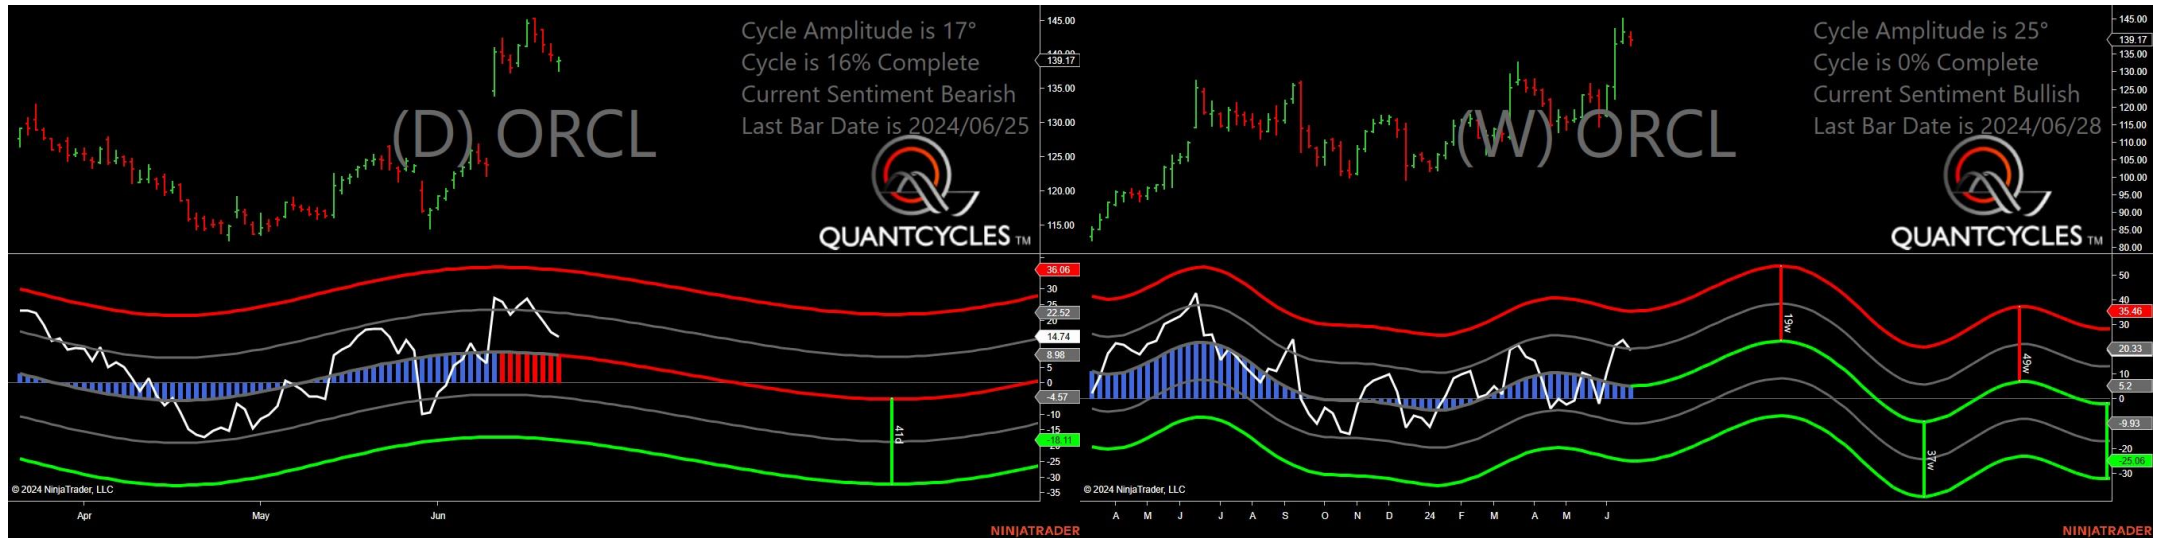 Cycle Amplitude is 17°
Cycle is 16% Complete
Current Sentiment Bearish
Last Bar Date is 2024/06/25
(D) ORCL
QUANTCYCLES TM
145.00
140.00
139.17
135.00
130.00
125.00
120.00
115.00
36.06
30
25
22.52
20
14.74
8.98
5
0
-4.57
-10
-15
-18.11
-25
-30
-35
41d
© 2024 NinjaTrader, LLC
Apr May Jun
NINJATRADER
Cycle Amplitude is 25°
Cycle is 0% Complete
Current Sentiment Bullish
Last Bar Date is 2024/06/28
(W) ORCL
QUANTCYCLES TM
145.00
139.17
135.00
130.00
125.00
120.00
115.00
110.00
105.00
100.00
95.00
90.00
85.00
80.00
50
40
35.46
30
20.33
10
5.2
0
-9.93
-20
-25.06
-30
19w
49w
37w
© 2024 NinjaTrader, LLC
A M J J A S O N D 24 F M A M J
NINJATRADER